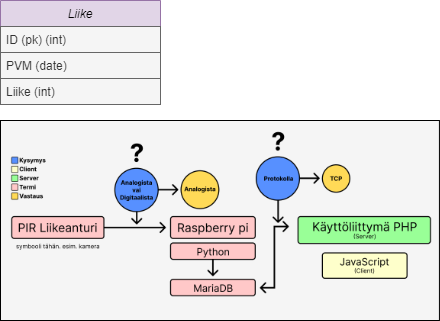 Liike
ID (pk) (int)
PVM (date)
Liike (int)
?
?
Kysymys
Client
Server
Termi
Vastaus
Analogista
vai
Digitaalista
Analogista
Protokolla
TCP
PIR Liikeanturi
Raspberry pi
Käyttöliittymä PHP
(Server)
symbooli tähän. esim. kamera
Python
JavaScript
(Client)
MariaDB